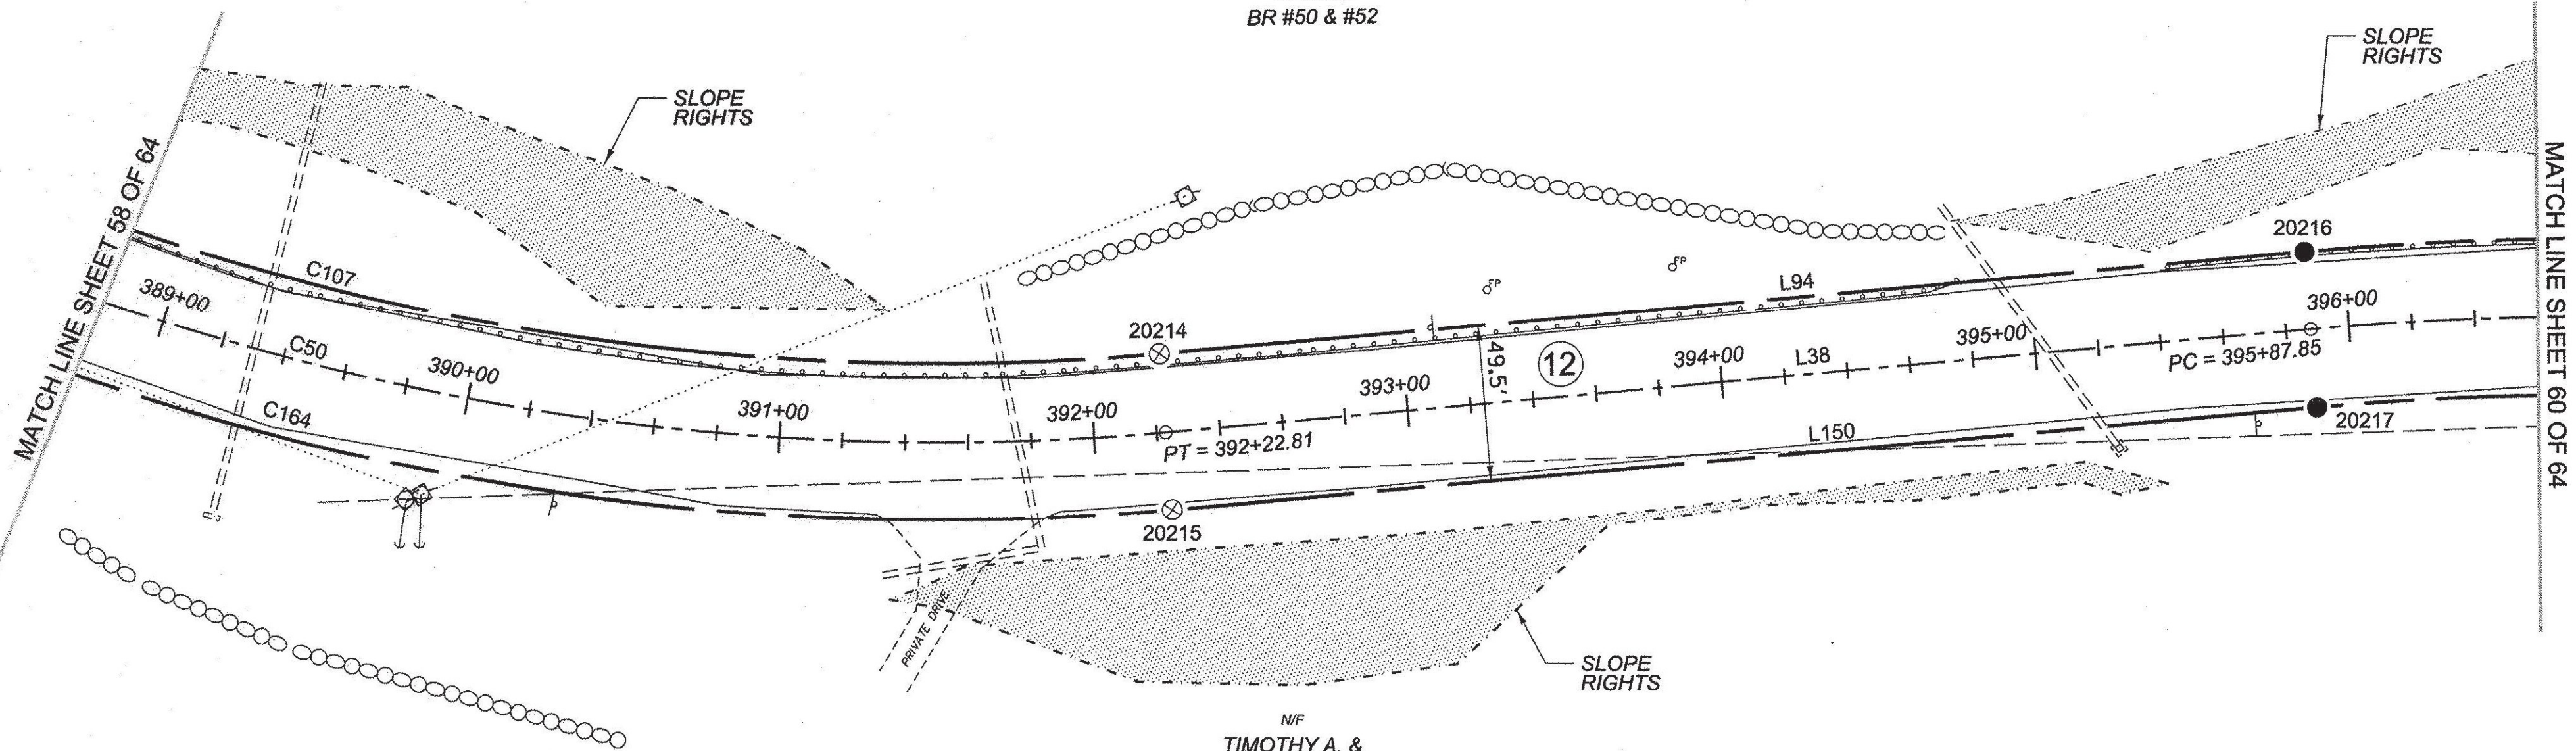 BR #50 & #52
SLOPE
RIGHTS
SLOPE
RIGHTS
MATCH LINE SHEET 58 OF 64
MATCH LINE SHEET 60 OF 64
20216
C107
FP
FP
L94
389+00
396+00
20214
C50
390+00
49.5'
12
394+00
L38
395+00
PC = 395+87.85
393+00
C164
391+00
392+00
PT = 392+22.81
L150
20217
20215
PRIVATE DRIVE
SLOPE
RIGHTS
N/F
TIMOTHY A. &